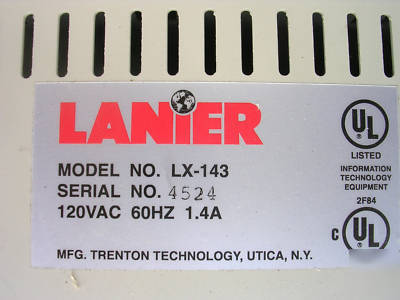 LANiER
MODEL NO. LX-143
SERIAL NO. 4524
120VAC 60HZ 1.4A
MFG. TRENTON TECHNOLOGY, UTICA, N.Y.
UL
LISTED
INFORMATION
TECHNOLOGY
EQUIPMENT
2F84
C UL